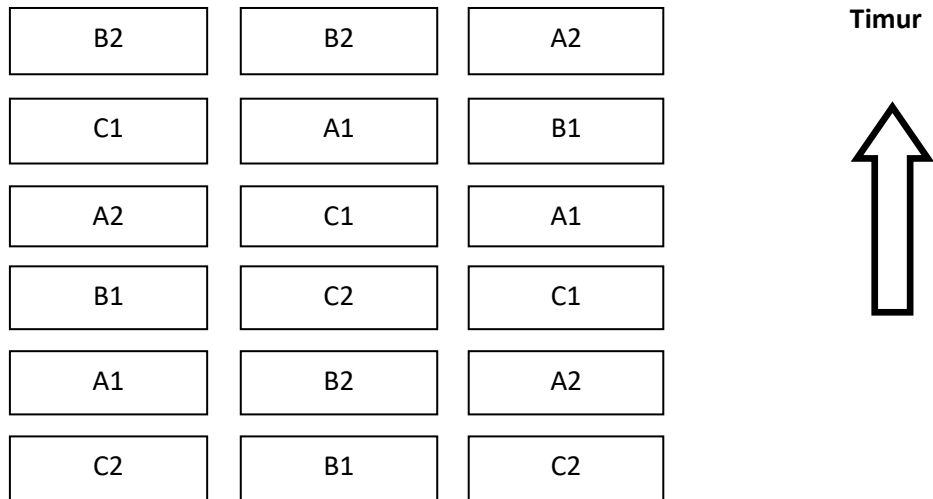 B2 B2 A2 Timur
C1 A1 B1
A2 C1 A1
B1 C2 C1
A1 B2 A2
C2 B1 C2